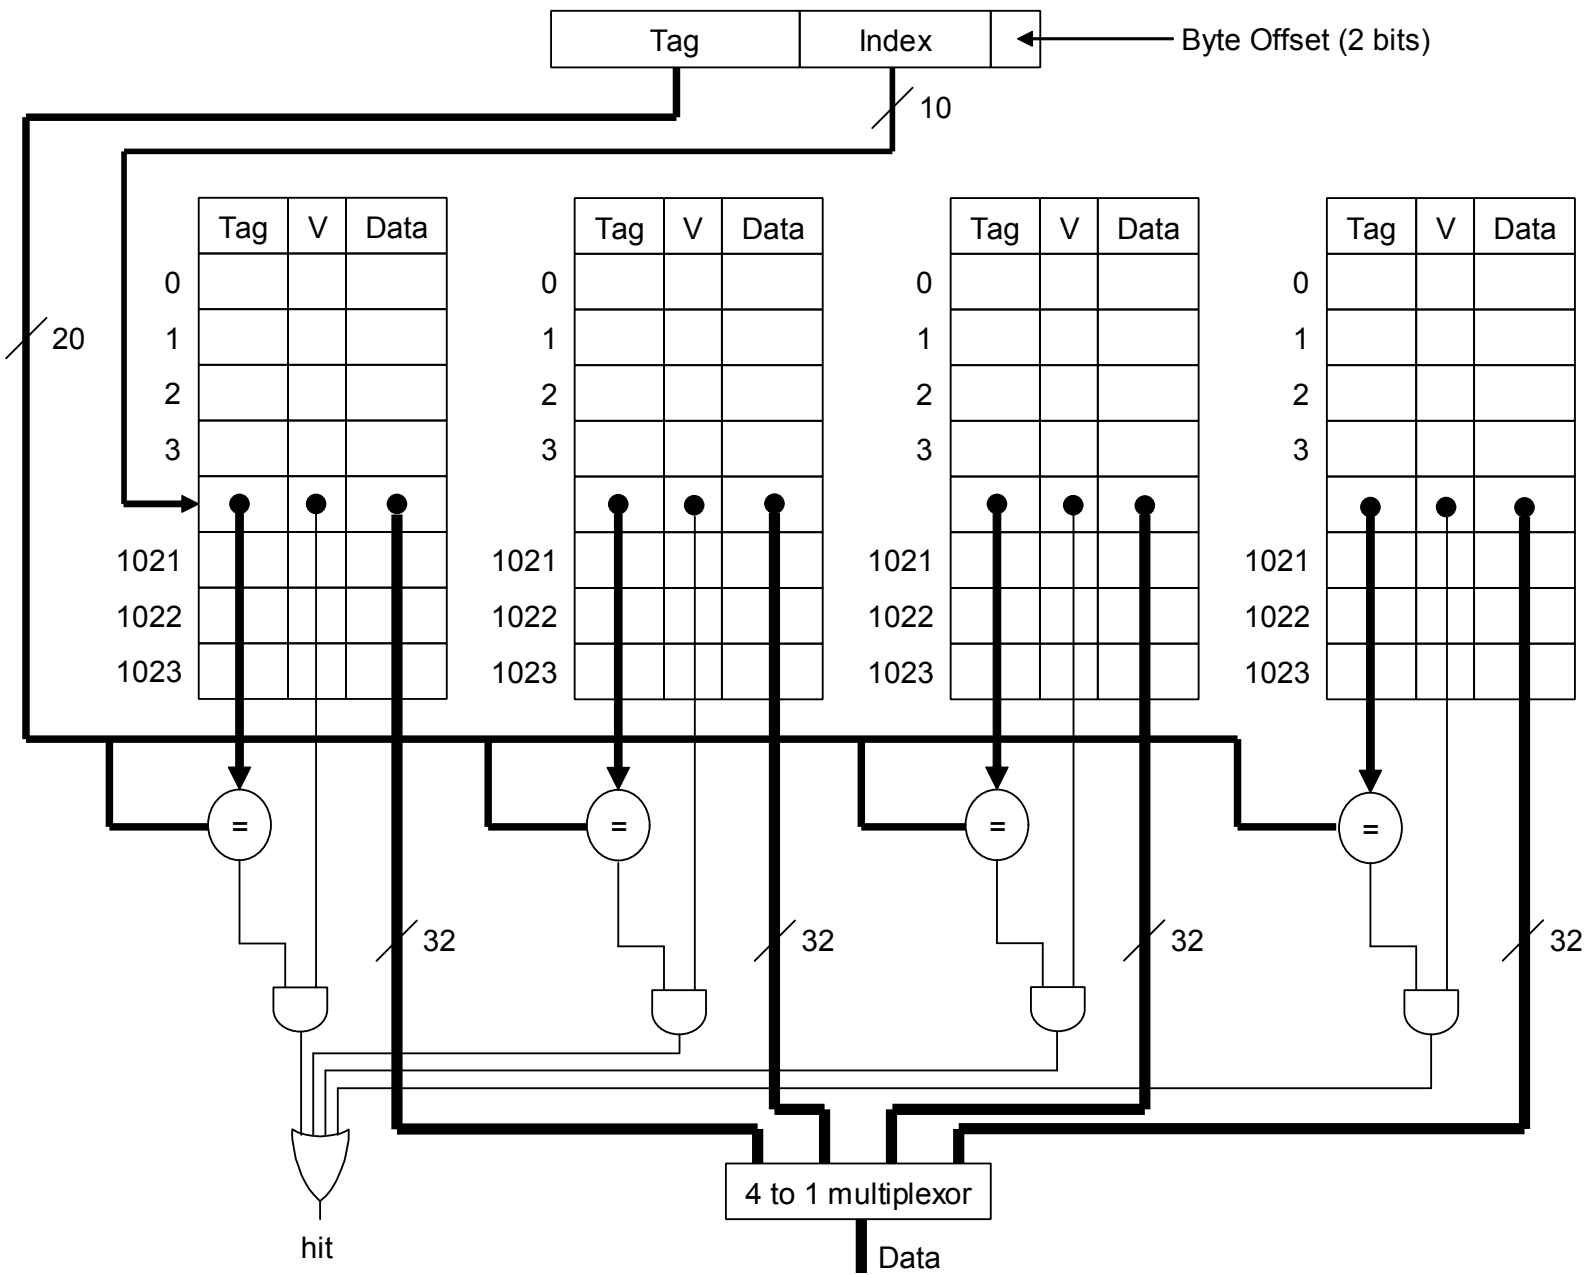 Tag Index Byte Offset (2 bits)
10
Tag V Data Tag V Data Tag V Data Tag V Data
0 0 0 0
20 1 1 1 1
2 2 2 2
3 3 3 3
1021 1021 1021 1021
1022 1022 1022 1022
1023 1023 1023 1023
= = = =
32 32 32 32
4 to 1 multiplexor
hit Data